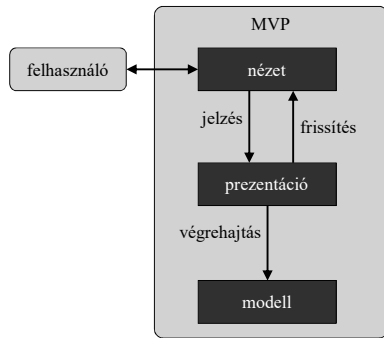 MVP
felhasználó
nézet
jelzés
frissítés
prezentáció
végrehajtás
modell